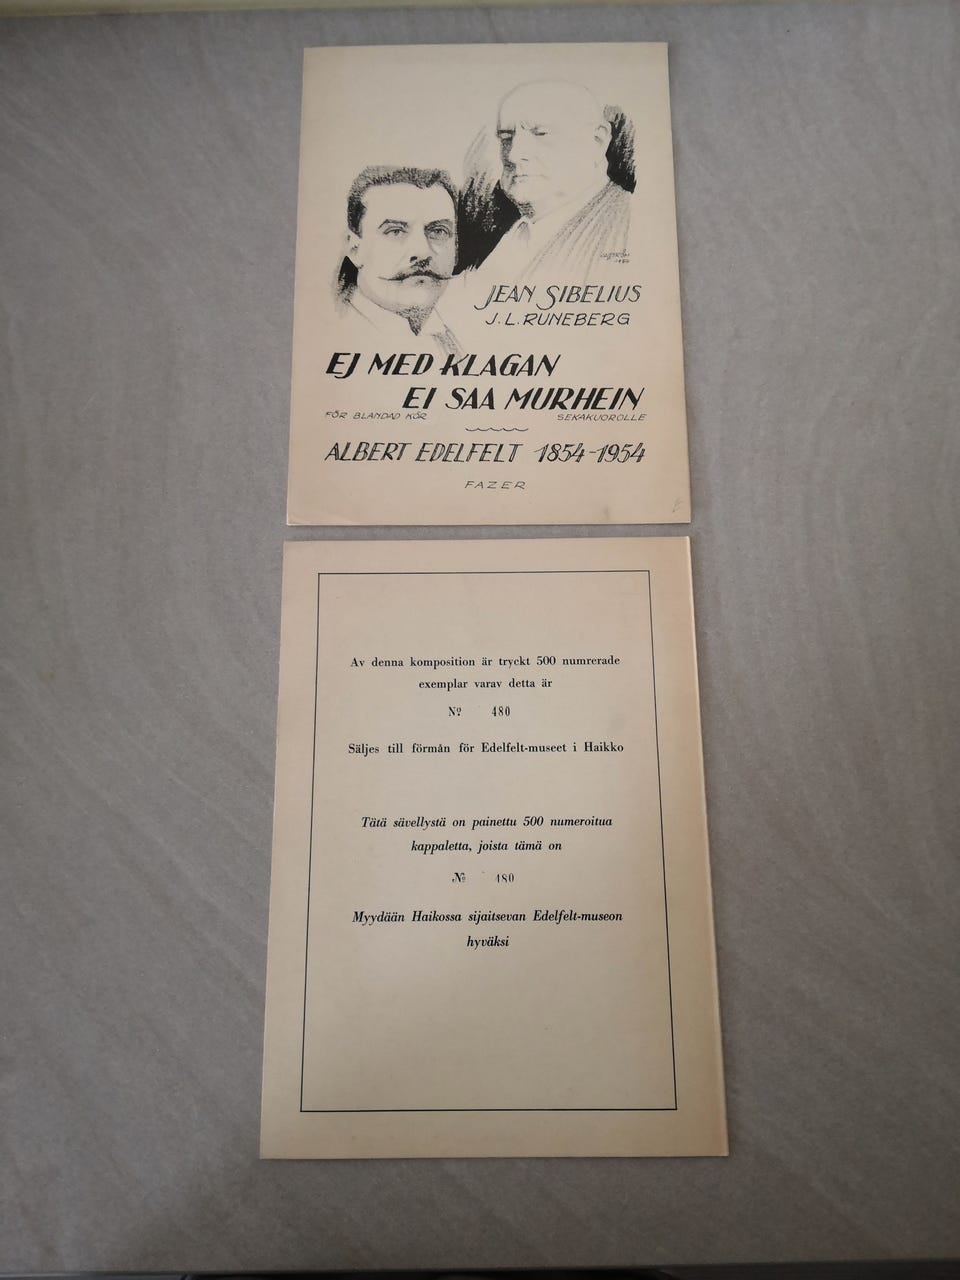 JEAN SIBELIUS
J. L. RUNEBERG
EJ MED KLAGAN
EI SAA MURHEIN
FÖR BLANDAD KÖR SEKAKUOROLLE
ALBERT EDELFELT 1854-1954
FAZER
Av denna komposition är tryckt 500 numrerade
exemplar varav detta är
Nº 480
Säljes till förmån för Edelfelt-museet i Haikko
Tätä sävellystä on painettu 500 numeroitua
kappaletta, joista tämä on
Nº 480
Myydään Haikossa sijaitsevan Edelfelt-museon
hyväksi